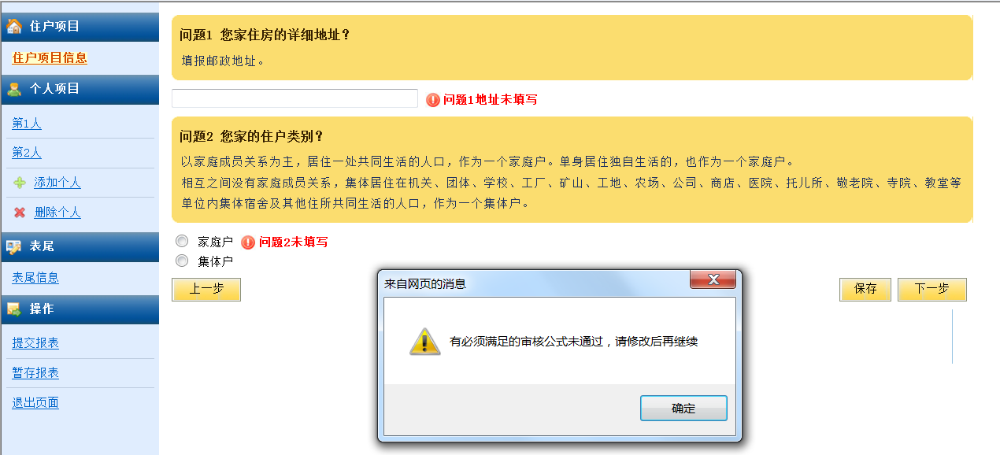 住户项目
住户项目信息
个人项目
第1人
第2人
添加个人
删除个人
表尾
表尾信息
操作
提交报表
暂存报表
退出页面
问题1 您家住房的详细地址？
填报邮政地址。
问题1地址未填写
问题2 您家的住户类别？
以家庭成员关系为主，居住一处共同生活的人口，作为一个家庭户。单身居住独自生活的，也作为一个家庭户。
相互之间没有家庭成员关系，集体居住在机关、团体、学校、工厂、矿山、工地、农场、公司、商店、医院、托儿所、敬老院、寺院、教堂等
单位内集体宿舍及其他住所共同生活的人口，作为一个集体户。
家庭户 问题2未填写
集体户
上一步 保存 下一步
来自网页的消息
有必须满足的审核公式未通过，请修改后再继续
确定